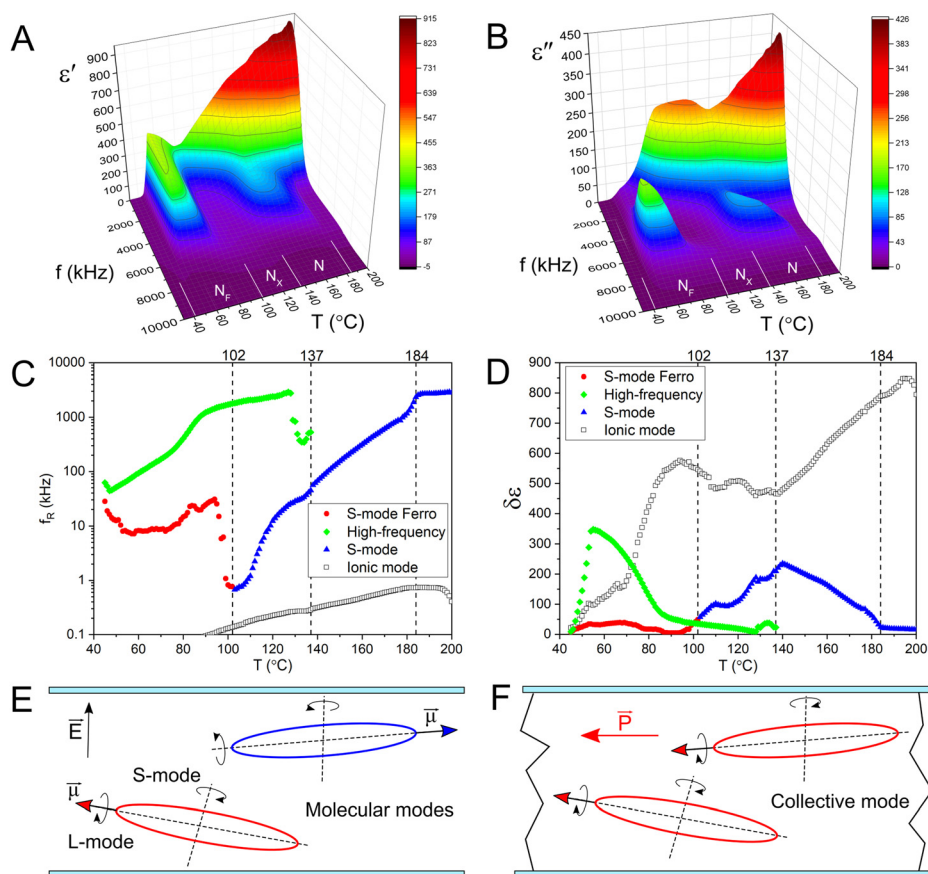 A
ε′
900
800
700
600
500
400
300
200
100
0
2000
4000
6000
8000
10000
f (kHz)
N_F
N_X
N
40
60
80
100
120
140
160
180
200
T (°C)
915
823
731
639
547
455
363
271
179
87
-5
B
ε″
450
400
350
300
250
200
150
100
50
0
2000
4000
6000
8000
10000
f (kHz)
N_F
N_X
N
40
60
80
100
120
140
160
180
200
T (°C)
426
384
341
298
256
213
170
128
85
43
0
C
102
137
184
10000
1000
100
10
1
0.1
f_R (kHz)
S-mode Ferro
High-frequency
S-mode
Ionic mode
40 60 80 100 120 140 160 180 200
T (°C)
D
102
137
184
900
800
700
600
500
400
300
200
100
0
δε
S-mode Ferro
High-frequency
S-mode
Ionic mode
40 60 80 100 120 140 160 180 200
T (°C)
E
E⃗
μ⃗
μ⃗
S-mode
L-mode
Molecular modes
F
P⃗
Collective mode